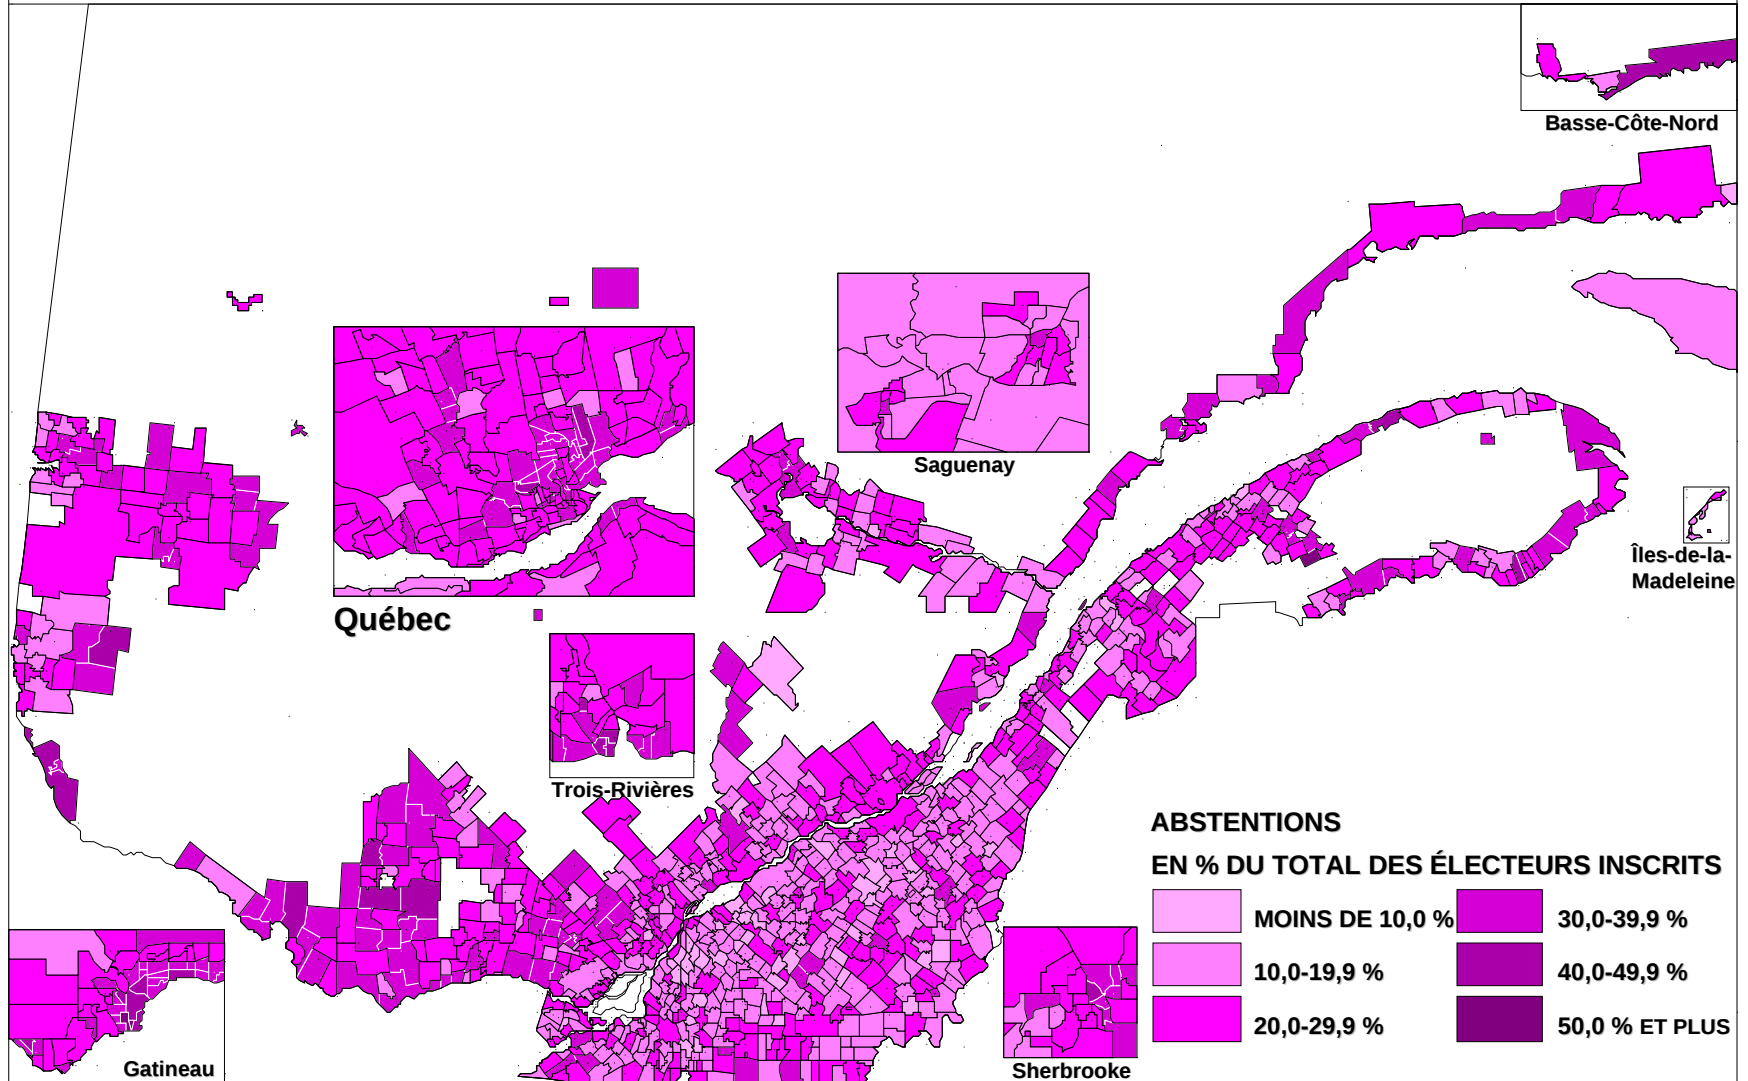 Basse-Côte-Nord
Saguenay
Îles-de-la-
Madeleine
Québec
Trois-Rivières
ABSTENTIONS
EN % DU TOTAL DES ÉLECTEURS INSCRITS
MOINS DE 10,0 %
30,0-39,9 %
10,0-19,9 %
40,0-49,9 %
20,0-29,9 %
50,0 % ET PLUS
Gatineau
Sherbrooke